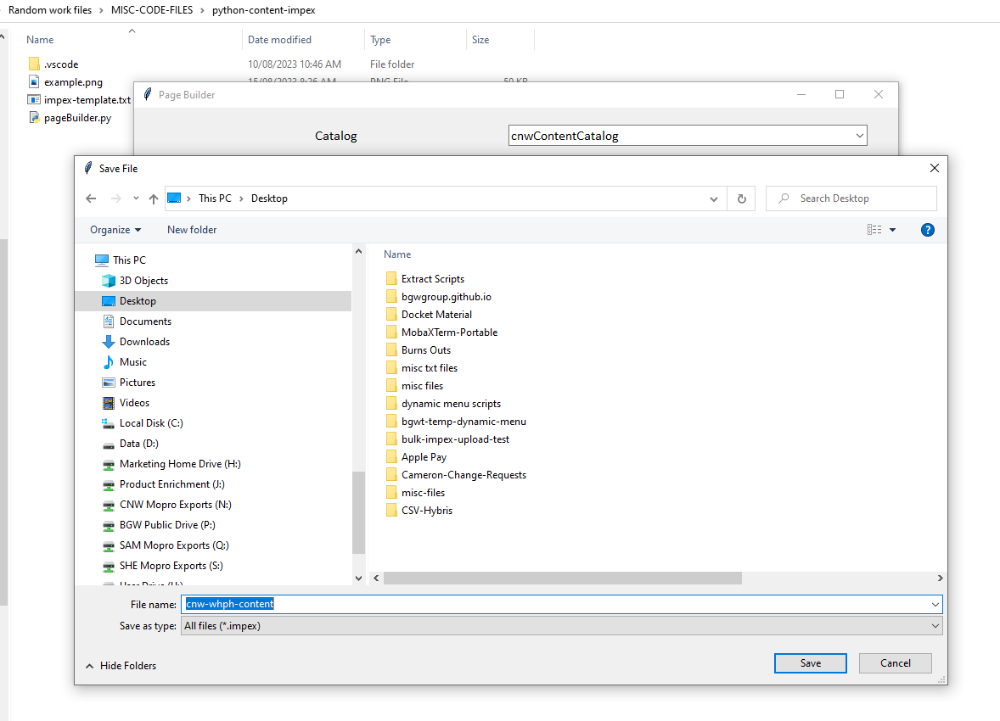 Random work files > MISC-CODE-FILES > python-content-impex
Name Date modified Type Size
.vscode 10/08/2023 10:46 AM File folder
example.png 15/08/2023 8:26 AM PNG File 50 KB
impex-template.txt
pageBuilder.py
Page Builder
Catalog cnwContentCatalog
Save File
This PC > Desktop
Search Desktop
Organize New folder
?
This PC
3D Objects
Desktop
Documents
Downloads
Music
Pictures
Videos
Local Disk (C:)
Data (D:)
Marketing Home Drive (H:)
Product Enrichment (J:)
CNW Mopro Exports (N:)
BGW Public Drive (P:)
SAM Mopro Exports (Q:)
SHE Mopro Exports (S:)
Name
Extract Scripts
bgwgroup.github.io
Docket Material
MobaXTerm-Portable
Burns Outs
misc txt files
misc files
dynamic menu scripts
bgwt-temp-dynamic-menu
bulk-impex-upload-test
Apple Pay
Cameron-Change-Requests
misc-files
CSV-Hybris
File name: cnw-whph-content
Save as type: All files (*.impex)
Hide Folders
Save Cancel